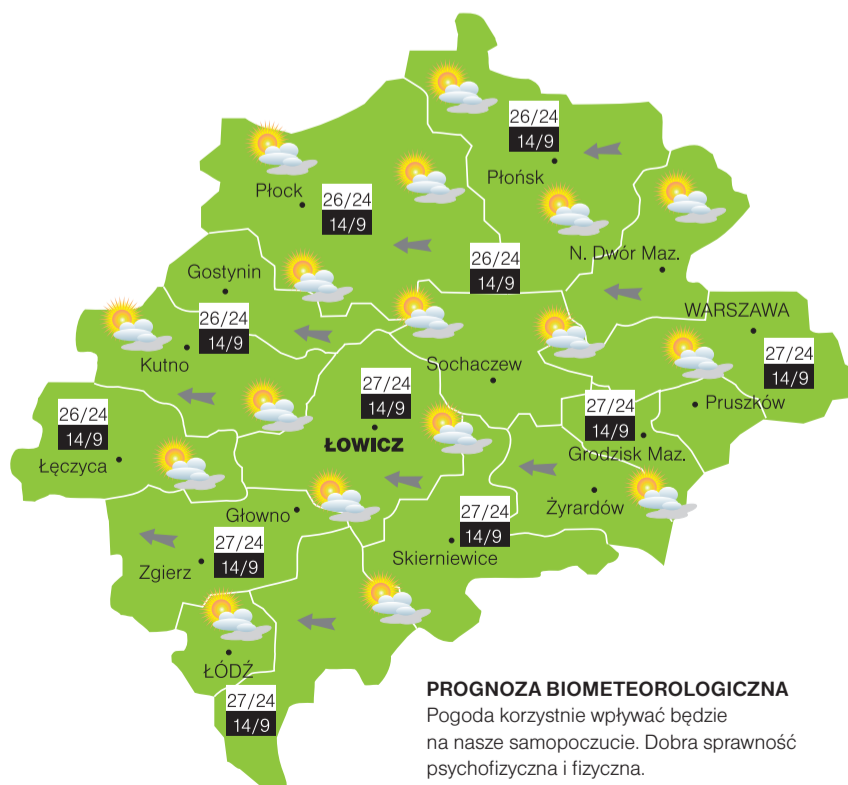 26/24
14/9
Płońsk
Płock
26/24
14/9
N. Dwór Maz.
26/24
14/9
Gostynin
WARSZAWA
26/24
14/9
Kutno
Sochaczew
27/24
14/9
27/24
14/9
ŁOWICZ
Pruszków
27/24
14/9
Grodzisk Maz.
26/24
14/9
Łęczyca
Żyrardów
Głowno
27/24
14/9
Skierniewice
27/24
14/9
Zgierz
ŁÓDŹ
27/24
14/9
PROGNOZA BIOMETEOROLOGICZNA
Pogoda korzystnie wpływać będzie
na nasze samopoczucie. Dobra sprawność
psychofizyczna i fizyczna.